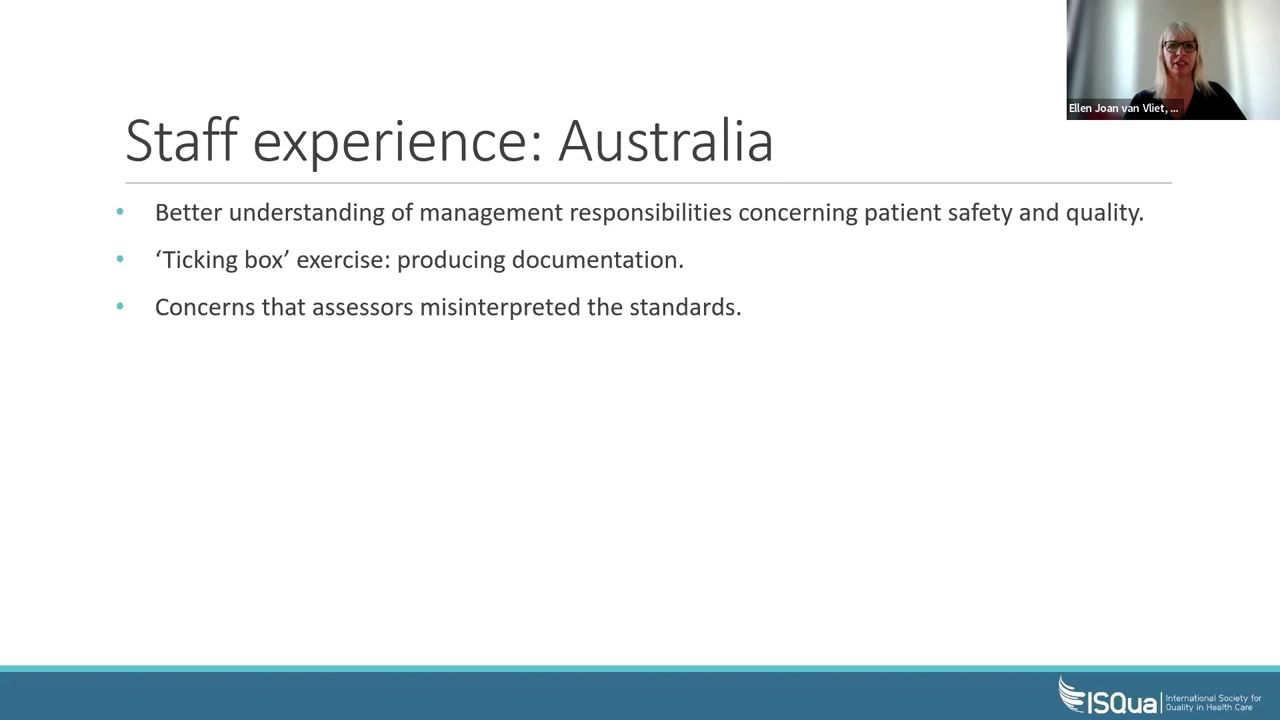 Ellen Joan van Vliet, ...
Staff experience: Australia
• Better understanding of management responsibilities concerning patient safety and quality.
• ‘Ticking box’ exercise: producing documentation.
• Concerns that assessors misinterpreted the standards.
ISQua
International Society for
Quality in Health Care